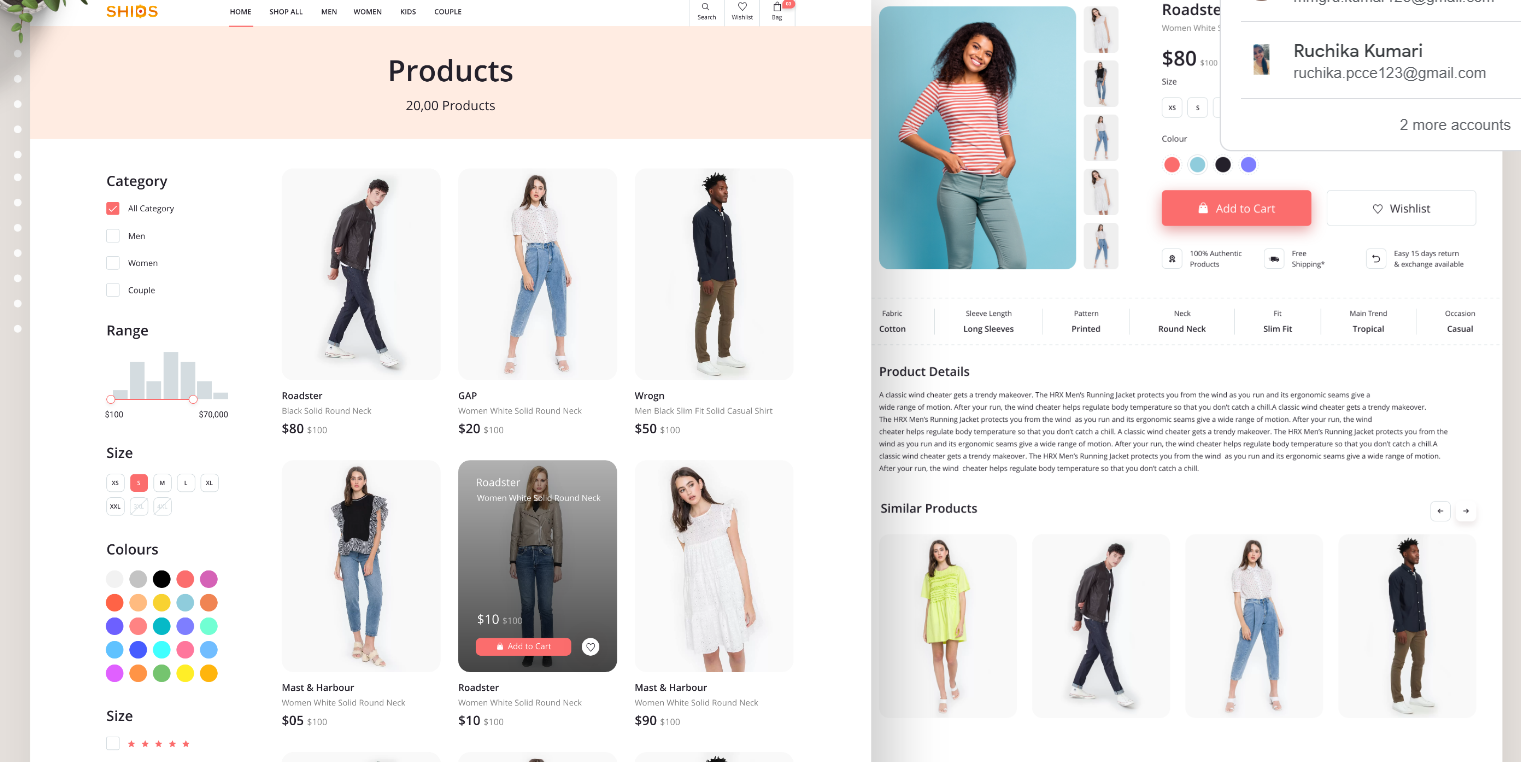 SHIOS
HOME SHOP ALL MEN WOMEN KIDS COUPLE
Search Wishlist Bag
Products
20,00 Products
Category
All Category
Men
Women
Couple
Range
$100 $70,000
Size
XS S M L XL
XXL
Colours
Size
Roadster
Black Solid Round Neck
$80 $100
GAP
Women White Solid Round Neck
$20 $100
Wrogn
Men Black Slim Fit Solid Casual Shirt
$50 $100
Mast & Harbour
Women White Solid Round Neck
$05 $100
Roadster
Women White Solid Round Neck
$10 $100
Add to Cart
Roadster
Women White Solid Round Neck
$10 $100
Mast & Harbour
Women White Solid Round Neck
$90 $100
Women White S
$80 $100
Size
XS S
Colour
Add to Cart
Wishlist
100% Authentic
Products
Free
Shipping*
Easy 15 days return
& exchange available
Ruchika Kumari
ruchika.pcce123@gmail.com
2 more accounts
Fabric Sleeve Length Pattern Neck Fit Main Trend Occasion
Cotton Long Sleeves Printed Round Neck Slim Fit Tropical Casual
Product Details
A classic wind cheater gets a trendy makeover. The HRX Men's Running Jacket protects you from the wind as you run and its ergonomic seams give a
wide range of motion. After your run, the wind cheater helps regulate body temperature so that you don't catch a chill.A classic wind cheater gets a trendy makeover.
The HRX Men's Running Jacket protects you from the wind as you run and its ergonomic seams give a wide range of motion. After your run, the wind
cheater helps regulate body temperature so that you don't catch a chill. A classic wind cheater gets a trendy makeover. The HRX Men's Running Jacket protects you from the
wind as you run and its ergonomic seams give a wide range of motion. After your run, the wind cheater helps regulate body temperature so that you don't catch a chill.A
classic wind cheater gets a trendy makeover. The HRX Men's Running Jacket protects you from the wind as you run and its ergonomic seams give a wide range of motion.
After your run, the wind cheater helps regulate body temperature so that you don't catch a chill.
Similar Products